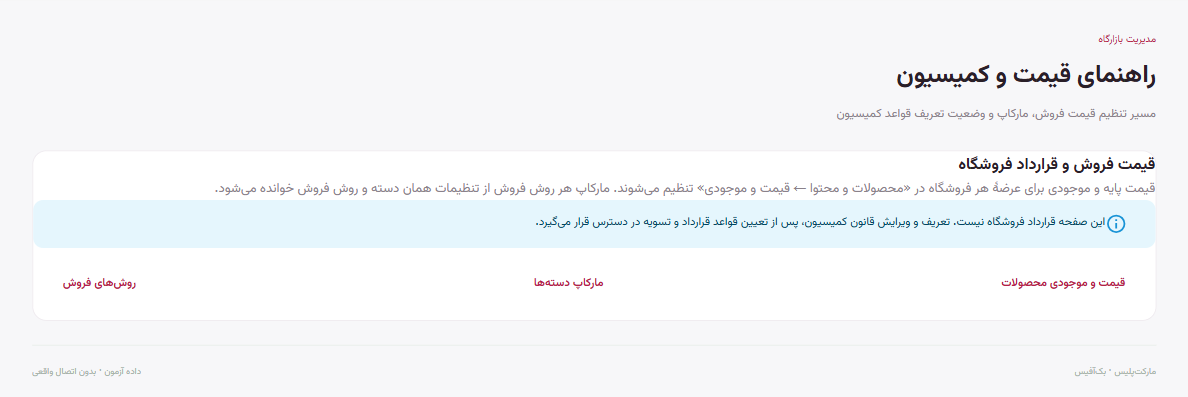 مدیریت بازارگاه
راهنمای قیمت و کمیسیون
مسیر تنظیم قیمت فروش، مارکاپ و وضعیت تعریف قواعد کمیسیون
قیمت فروش و قرارداد فروشگاه
قیمت پایه و موجودی برای عرضهٔ هر فروشگاه در «محصولات و محتوا ← قیمت و موجودی» تنظیم می‌شوند. مارکاپ هر روش فروش از تنظیمات همان دسته و روش فروش خوانده می‌شود.
این صفحه قرارداد فروشگاه نیست. تعریف و ویرایش قانون کمیسیون، پس از تعیین قواعد قرارداد و تسویه در دسترس قرار می‌گیرد.
قیمت و موجودی محصولات
مارکاپ دسته‌ها
روش‌های فروش
مارکت‌پلیس · بک‌آفیس
داده آزمون · بدون اتصال واقعی